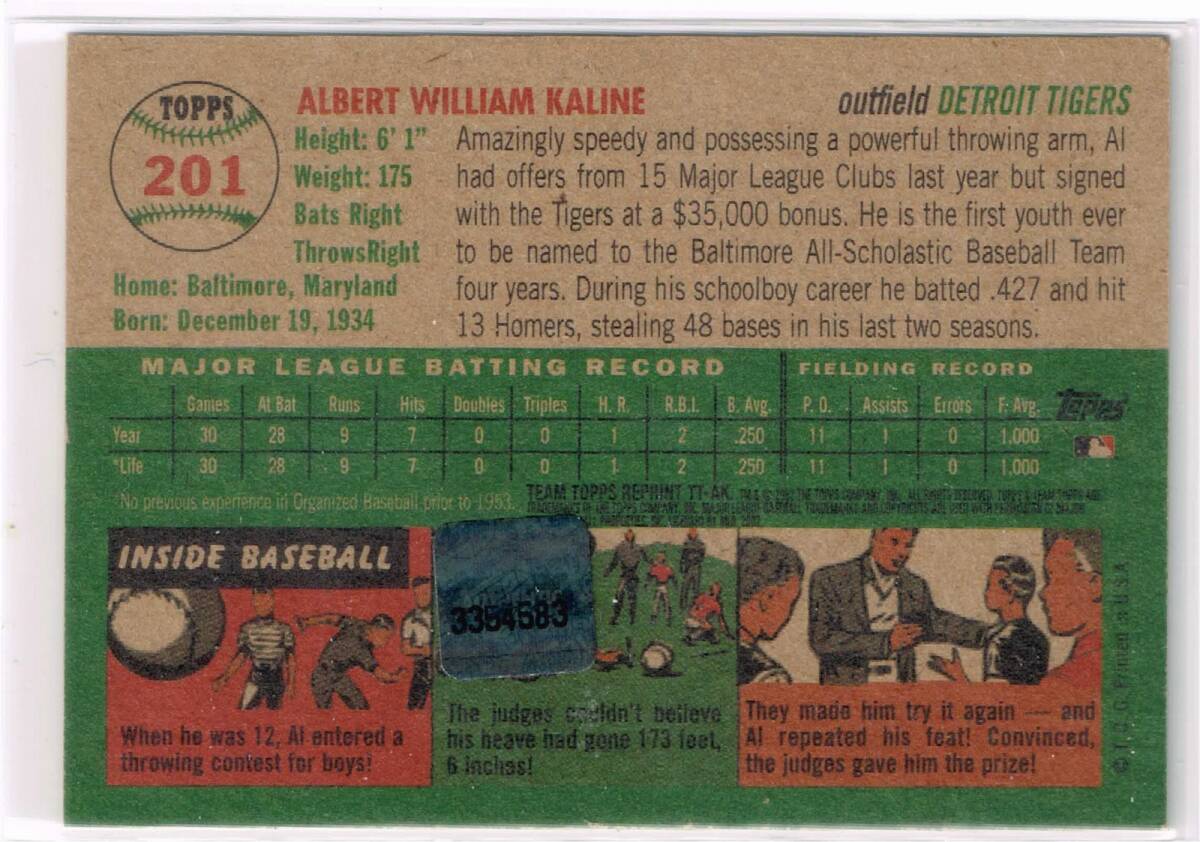 TOPPS
201
ALBERT WILLIAM KALINE
outfield DETROIT TIGERS
Height: 6' 1"
Weight: 175
Bats Right
ThrowsRight
Home: Baltimore, Maryland
Born: December 19, 1934
Amazingly speedy and possessing a powerful throwing arm, Al
had offers from 15 Major League Clubs last year but signed
with the Tigers at a $35,000 bonus. He is the first youth ever
to be named to the Baltimore All-Scholastic Baseball Team
four years. During his schoolboy career he batted .427 and hit
13 Homers, stealing 48 bases in his last two seasons.
MAJOR LEAGUE BATTING RECORD FIELDING RECORD
Games At Bat Runs Hits Doubles Triples H. R. R.B.I. B. Avg. P. O. Assists Errors F. Avg.
Year 30 28 9 7 0 0 1 2 .250 11 1 0 1.000
*Life 30 28 9 7 0 0 1 2 .250 11 1 0 1.000
Topps
*No previous experience in Organized Baseball prior to 1953.
TEAM TOPPS REPRINT TT-AK.
INSIDE BASEBALL
3354583
When he was 12, Al entered a
throwing contest for boys!
The judges couldn't believe
his heave had gone 173 feet,
6 inches!
They made him try it again — and
Al repeated his feat! Convinced,
the judges gave him the prize!
© T. C. G. Printed in U.S.A.